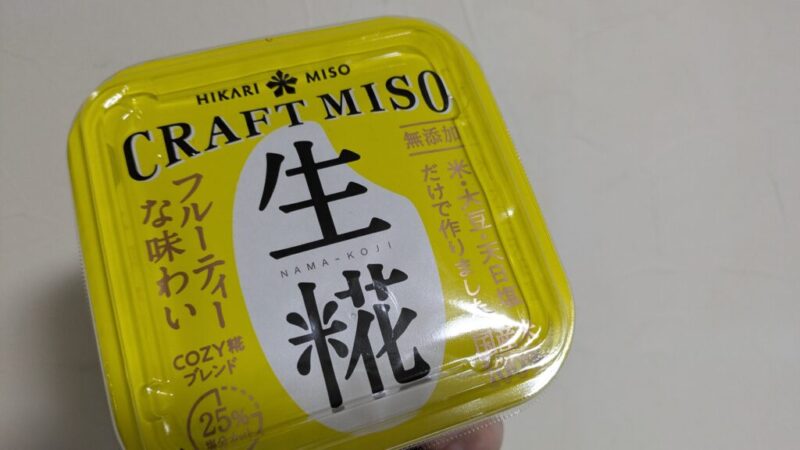 HIKARI MISO
CRAFT MISO
生糀
NAMA-KOJI
フルーティー
な味わい
無添加
米・大豆・天日塩
だけで作りました
COZY糀
ブレンド
25%